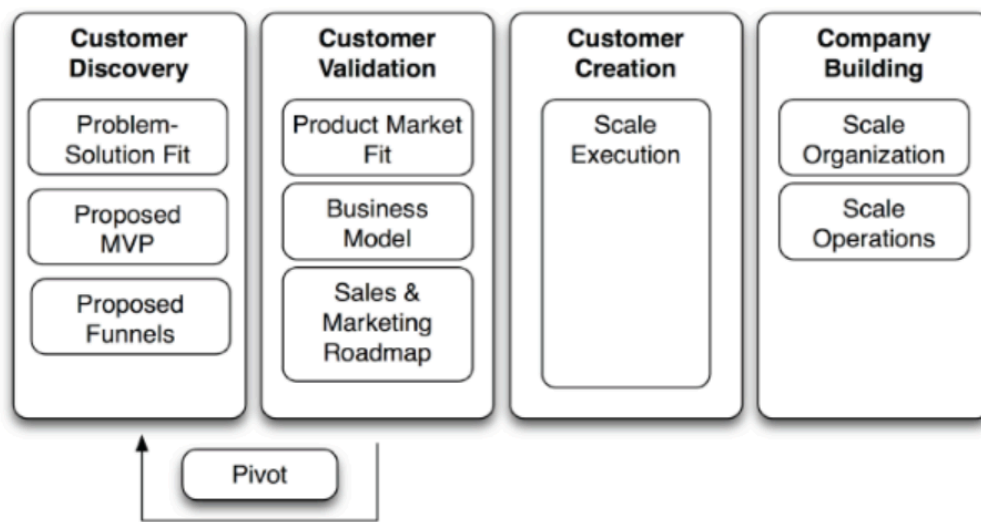 Customer
Discovery
Problem-
Solution Fit
Proposed
MVP
Proposed
Funnels
Customer
Validation
Product Market
Fit
Business
Model
Sales &
Marketing
Roadmap
Customer
Creation
Scale
Execution
Company
Building
Scale
Organization
Scale
Operations
Pivot